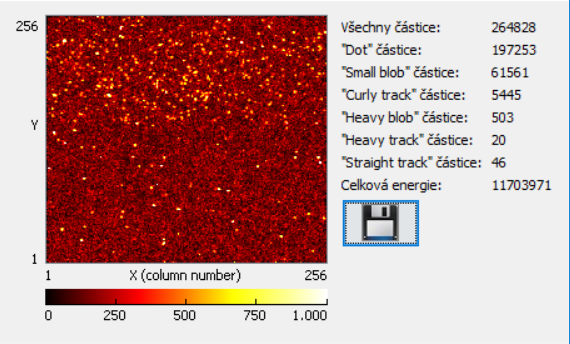 256
Y
1
1 X (column number) 256
0 250 500 750 1.000
Všechny částice: 264828
"Dot" částice: 197253
"Small blob" částice: 61561
"Curly track" částice: 5445
"Heavy blob" částice: 503
"Heavy track" částice: 20
"Straight track" částice: 46
Celková energie: 11703971